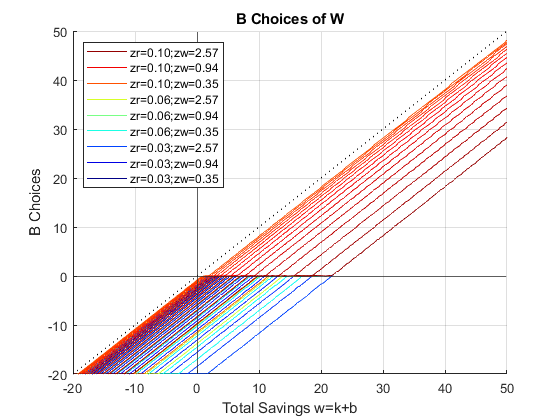 B Choices of W
50
40
30
20
10
0
-10
-20
B Choices
zr=0.10;zw=2.57
zr=0.10;zw=0.94
zr=0.10;zw=0.35
zr=0.06;zw=2.57
zr=0.06;zw=0.94
zr=0.06;zw=0.35
zr=0.03;zw=2.57
zr=0.03;zw=0.94
zr=0.03;zw=0.35
-20 -10 0 10 20 30 40 50
Total Savings w=k+b